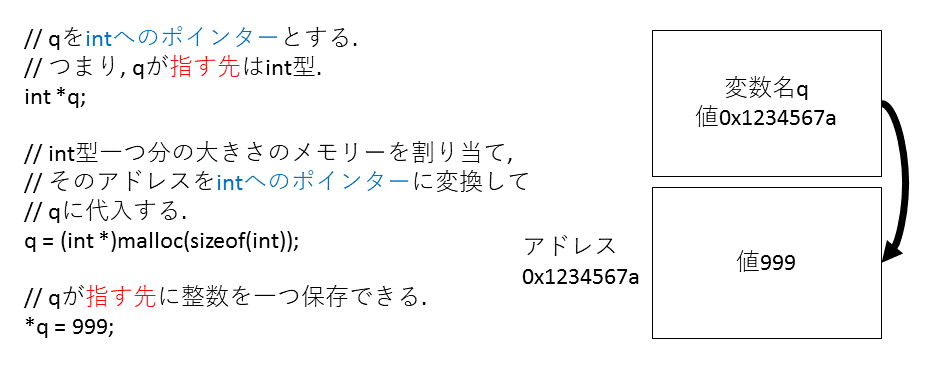 // qをintへのポインターとする.
// つまり, qが指す先はint型.
int *q;
// int型一つ分の大きさのメモリーを割り当て,
// そのアドレスをintへのポインターに変換して
// qに代入する.
q = (int *)malloc(sizeof(int));
// qが指す先に整数を一つ保存できる.
*q = 999;
変数名q
値0x1234567a
アドレス
0x1234567a
値999